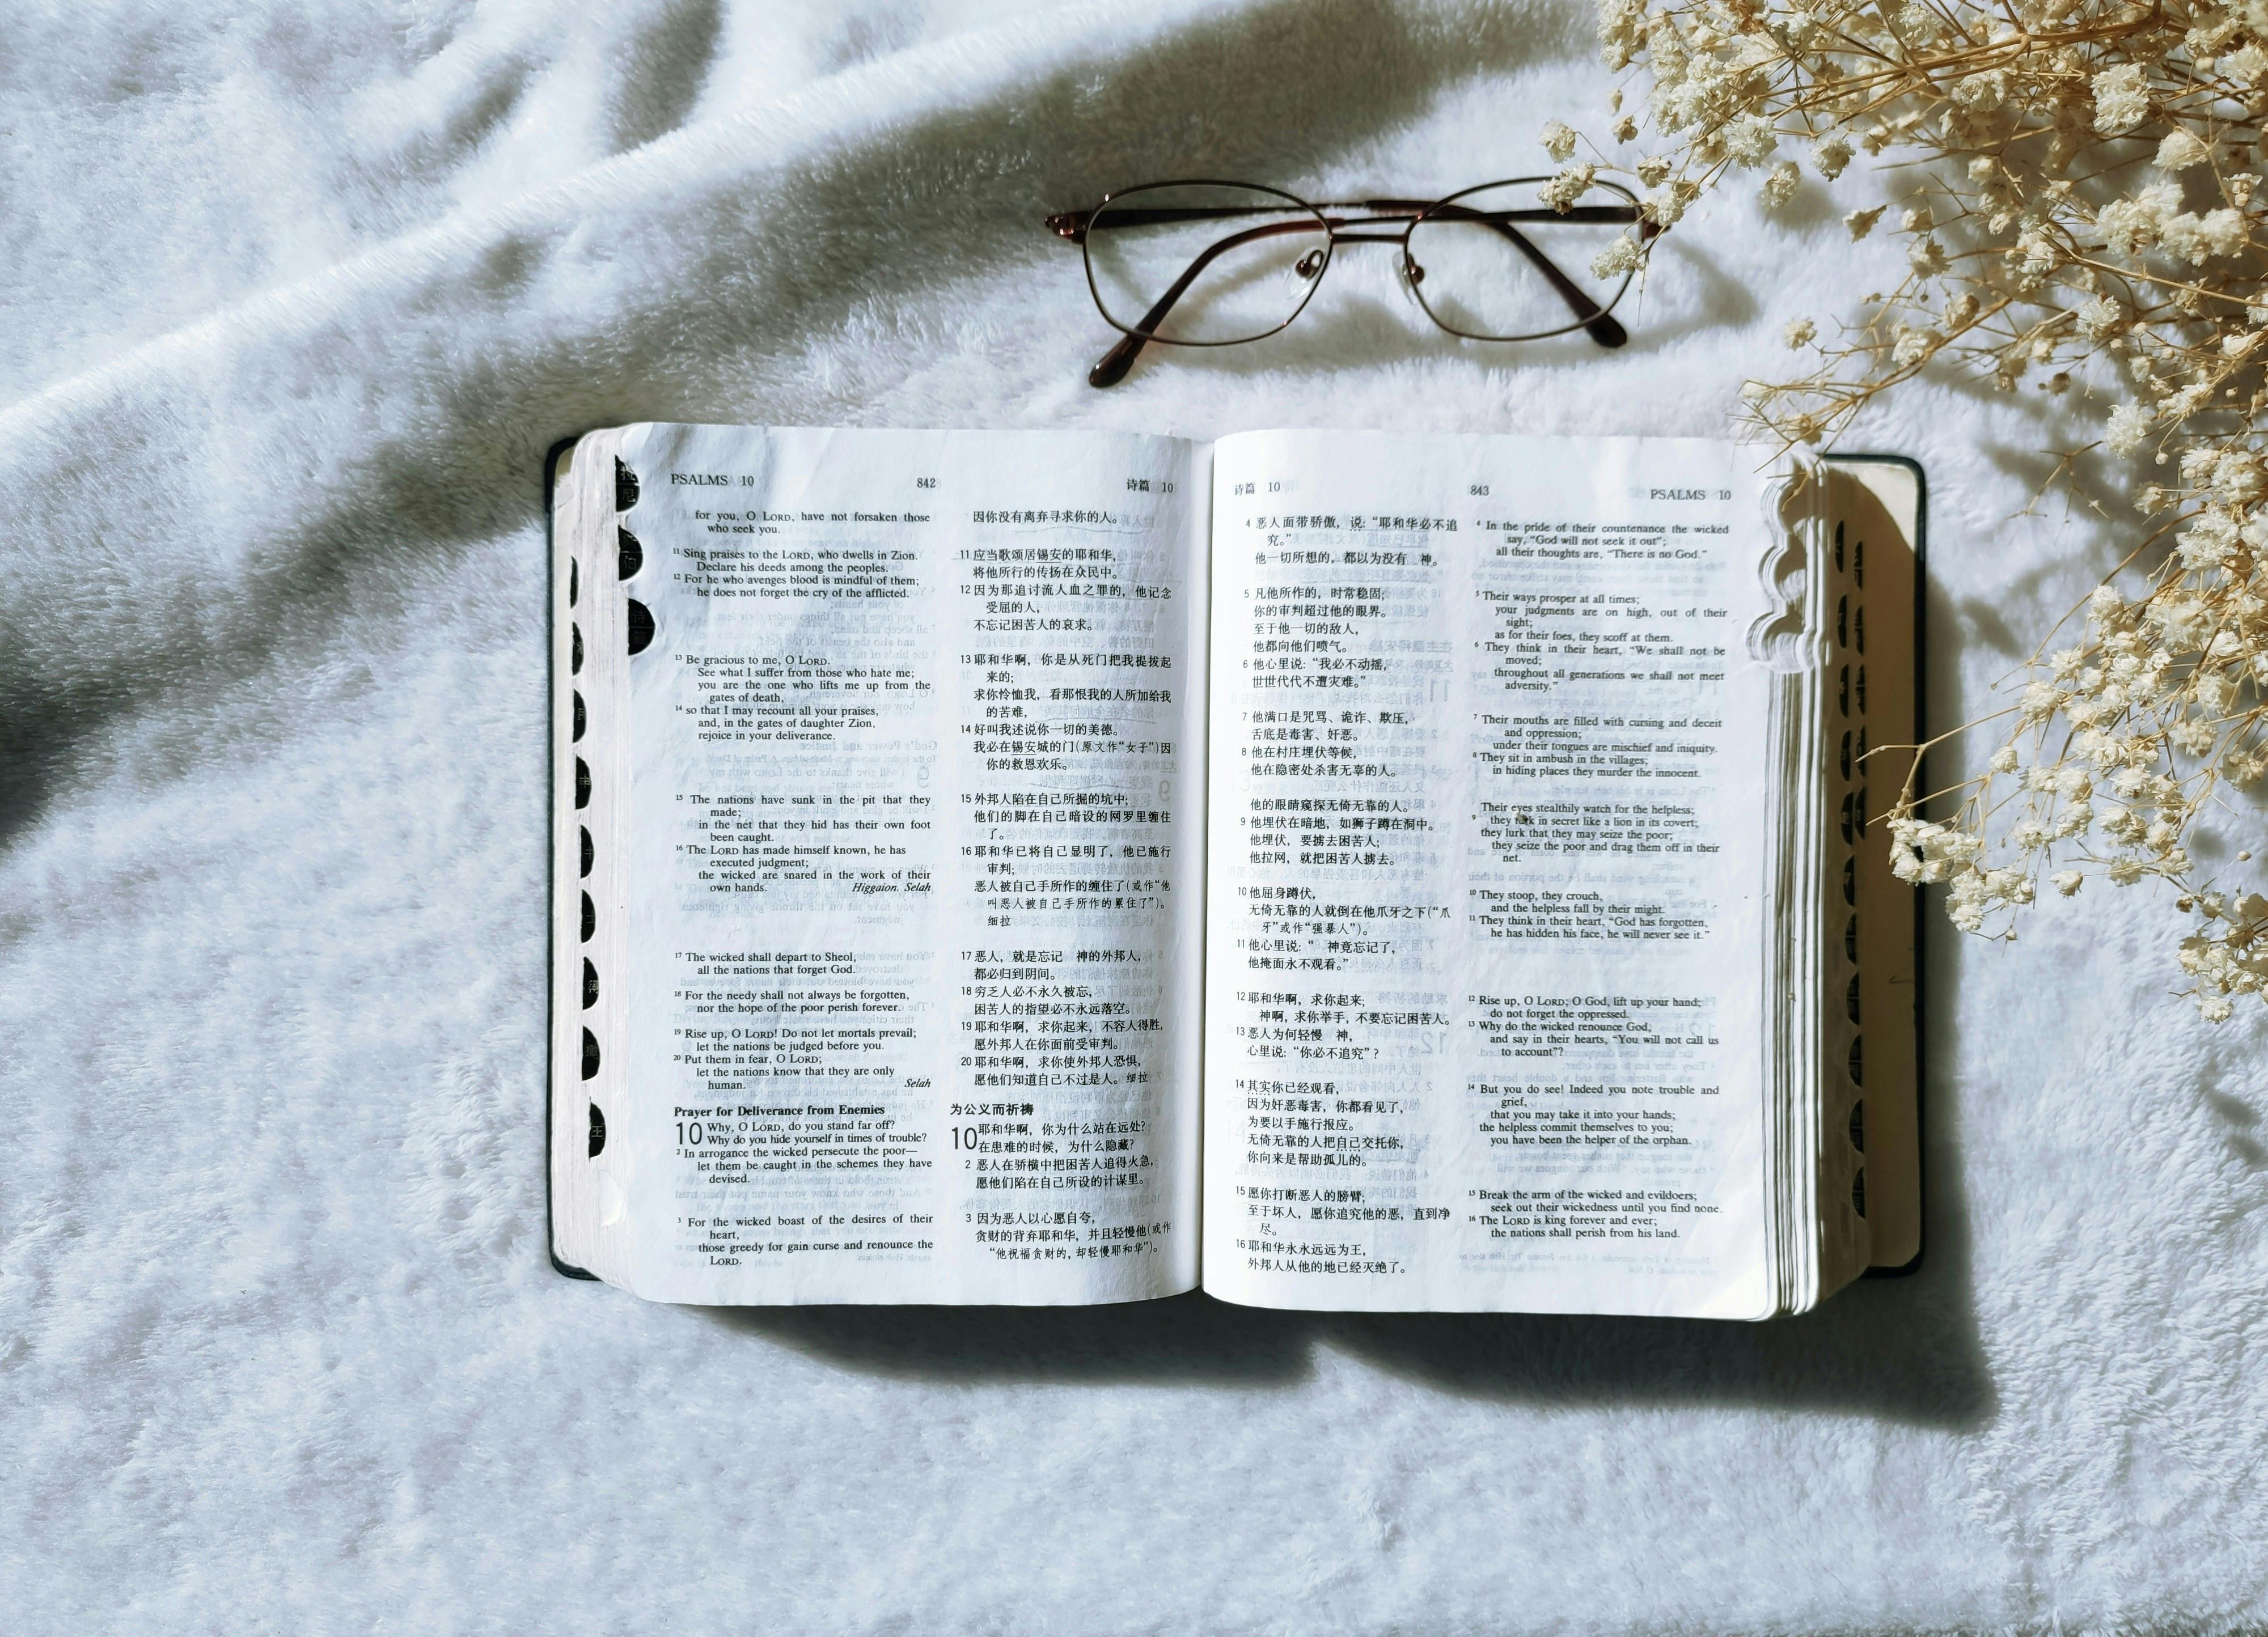 PSALMS 10
842
诗篇 10
for you, O LORD, have not forsaken those
who seek you.
11 Sing praises to the LORD, who dwells in Zion.
Declare his deeds among the peoples.
12 For he who avenges blood is mindful of them;
he does not forget the cry of the afflicted.
13 Be gracious to me, O LORD.
See what I suffer from those who hate me;
you are the one who lifts me up from the
gates of death,
14 so that I may recount all your praises,
and, in the gates of daughter Zion,
rejoice in your deliverance.
15 The nations have sunk in the pit that they
made;
in the net that they hid has their own foot
been caught.
16 The LORD has made himself known, he has
executed judgment;
the wicked are snared in the work of their
own hands. Higgaion. Selah
17 The wicked shall depart to Sheol,
all the nations that forget God.
18 For the needy shall not always be forgotten,
nor the hope of the poor perish forever.
19 Rise up, O LORD! Do not let mortals prevail;
let the nations be judged before you.
20 Put them in fear, O LORD;
let the nations know that they are only
human. Selah
Prayer for Deliverance from Enemies
10 Why, O LORD, do you stand far off?
Why do you hide yourself in times of trouble?
2 In arrogance the wicked persecute the poor—
let them be caught in the schemes they have
devised.
3 For the wicked boast of the desires of their
heart,
those greedy for gain curse and renounce the
LORD.
因你没有离弃寻求你的人。
11 应当歌颂居锡安的耶和华，
将他所行的传扬在众民中。
12 因为那追讨流人血之罪的，他记念
受屈的人，
不忘记困苦人的哀求。
13 耶和华啊，你是从死门把我提拔起
来的；
求你怜恤我，看那恨我的人所加给我
的苦难，
14 好叫我述说你一切的美德。
我必在锡安城的门(原文作“女子”)因
你的救恩欢乐。
15 外邦人陷在自己所掘的坑中；
他们的脚在自己暗设的网罗里缠住
了。
16 耶和华已将自己显明了，他已施行
审判；
恶人被自己手所作的缠住了(或作“他
叫恶人被自己手所作的累住了”)。
细拉
17 恶人，就是忘记 神的外邦人，
都必归到阴间。
18 穷乏人必不永久被忘，
困苦人的指望必不永远落空。
19 耶和华啊，求你起来，不容人得胜，
愿外邦人在你面前受审判。
20 耶和华啊，求你使外邦人恐惧，
愿他们知道自己不过是人。细拉
为公义而祈祷
10 耶和华啊，你为什么站在远处？
在患难的时候，为什么隐藏？
2 恶人在骄横中把困苦人追得火急，
愿他们陷在自己所设的计谋里。
3 因为恶人以心愿自夸，
贪财的背弃耶和华，并且轻慢他(或作
“他祝福贪财的，却轻慢耶和华”)。
诗篇 10
843
PSALMS 10
4 恶人面带骄傲，说：“耶和华必不追
究。”
他一切所想的，都以为没有 神。
5 凡他所作的，时常稳固；
你的审判超过他的眼界。
至于他一切的敌人，
他都向他们喷气。
6 他心里说：“我必不动摇，
世世代代不遭灾难。”
7 他满口是咒骂、诡诈、欺压，
舌底是毒害、奸恶。
8 他在村庄埋伏等候，
他在隐密处杀害无辜的人。
他的眼睛窥探无倚无靠的人。
9 他埋伏在暗地，如狮子蹲在洞中。
他埋伏，要掳去困苦人；
他拉网，就把困苦人掳去。
10 他屈身蹲伏，
无倚无靠的人就倒在他爪牙之下(“爪
牙”或作“强暴人”)。
11 他心里说：“ 神竟忘记了，
他掩面永不观看。”
12 耶和华啊，求你起来；
神啊，求你举手，不要忘记困苦人。
13 恶人为何轻慢 神，
心里说：“你必不追究”？
14 其实你已经观看，
因为奸恶毒害，你都看见了，
为要以手施行报应。
无倚无靠的人把自己交托你，
你向来是帮助孤儿的。
15 愿你打断恶人的膀臂；
至于坏人，愿你追究他的恶，直到净
尽。
16 耶和华永永远远为王，
外邦人从他的地已经灭绝了。
4 In the pride of their countenance the wicked
say, “God will not seek it out”;
all their thoughts are, “There is no God.”
5 Their ways prosper at all times;
your judgments are on high, out of their
sight;
as for their foes, they scoff at them.
6 They think in their heart, “We shall not be
moved;
throughout all generations we shall not meet
adversity.”
7 Their mouths are filled with cursing and deceit
and oppression;
under their tongues are mischief and iniquity.
8 They sit in ambush in the villages;
in hiding places they murder the innocent.
Their eyes stealthily watch for the helpless;
9 they lurk in secret like a lion in its covert;
they lurk that they may seize the poor;
they seize the poor and drag them off in their
net.
10 They stoop, they crouch,
and the helpless fall by their might.
11 They think in their heart, “God has forgotten,
he has hidden his face, he will never see it.”
12 Rise up, O LORD; O God, lift up your hand;
do not forget the oppressed.
13 Why do the wicked renounce God,
and say in their hearts, “You will not call us
to account”?
14 But you do see! Indeed you note trouble and
grief,
that you may take it into your hands;
the helpless commit themselves to you;
you have been the helper of the orphan.
15 Break the arm of the wicked and evildoers;
seek out their wickedness until you find none.
16 The LORD is king forever and ever;
the nations shall perish from his land.